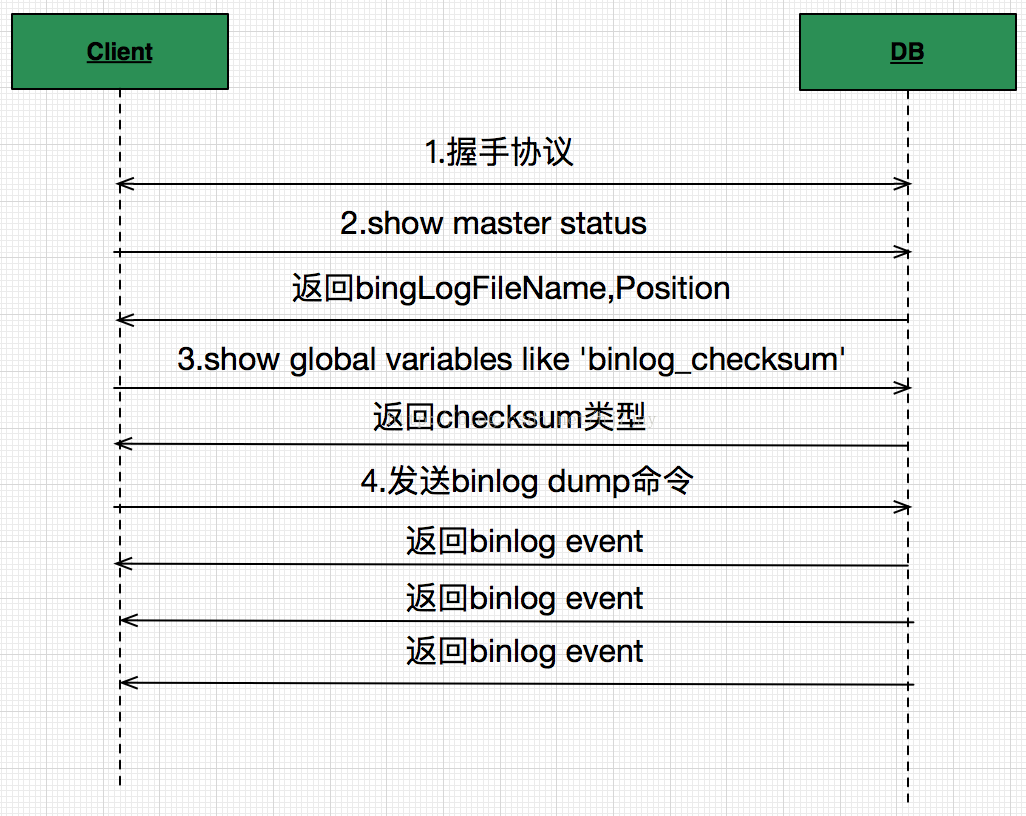 Client
DB
1.握手协议
2.show master status
返回bingLogFileName,Position
3.show global variables like 'binlog_checksum'
返回checksum类型
4.发送binlog dump命令
返回binlog event
返回binlog event
返回binlog event